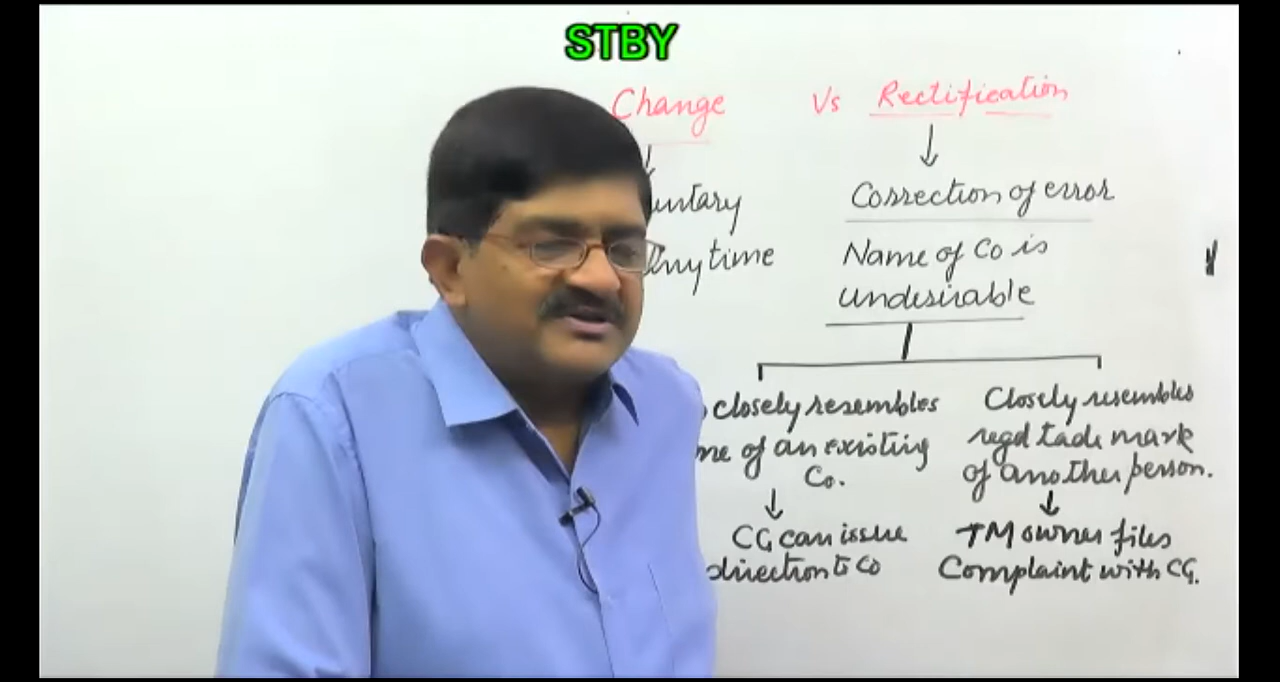 STBY
Change Vs Rectification
untary
Correction of error
Any time
Name of Co is
undesirable
closely resembles
me of an existing
Co.
Closely resembles
regd tade mark
of another person.
CG can issue
direction to Co
TM owner files
Complaint with CG.